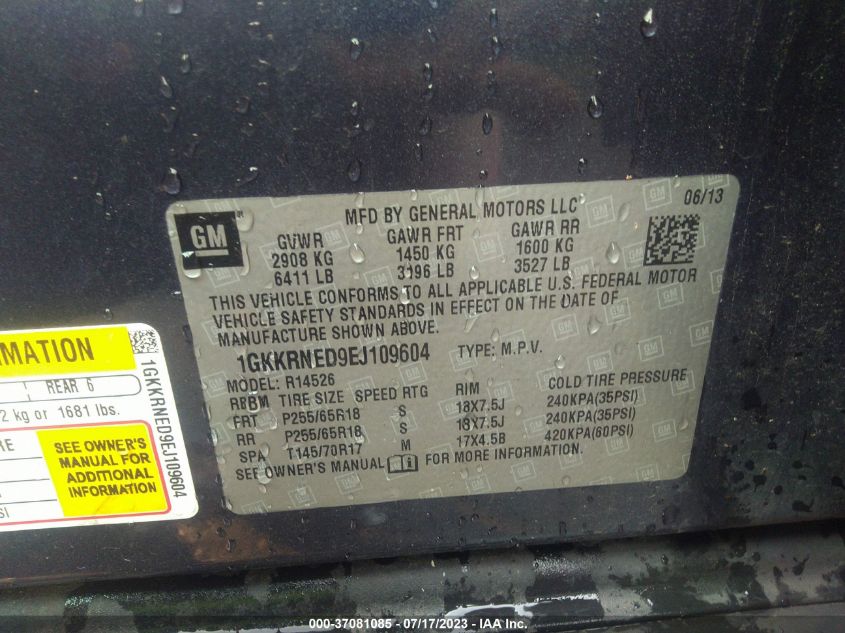 GM
MFD BY GENERAL MOTORS LLC
06/13
GVWR GAWR FRT GAWR RR
2908 KG 1450 KG 1600 KG
6411 LB 3196 LB 3527 LB
THIS VEHICLE CONFORMS TO ALL APPLICABLE U.S. FEDERAL MOTOR
VEHICLE SAFETY STANDARDS IN EFFECT ON THE DATE OF
MANUFACTURE SHOWN ABOVE.
1GKKRNED9EJ109604 TYPE: M.P.V.
MODEL: R14526
RBBM TIRE SIZE SPEED RTG RIM COLD TIRE PRESSURE
FRT P255/65R18 S 18X7.5J 240KPA(35PSI)
RR P255/65R18 S 18X7.5J 240KPA(35PSI)
SPA T145/70R17 M 17X4.5B 420KPA(60PSI)
SEE OWNER'S MANUAL FOR MORE INFORMATION.
REAR 6
kg or 1681 lbs.
SEE OWNER'S
MANUAL FOR
ADDITIONAL
INFORMATION
1GKKRNED9EJ109604
000-37081085 - 07/17/2023 - IAA Inc.